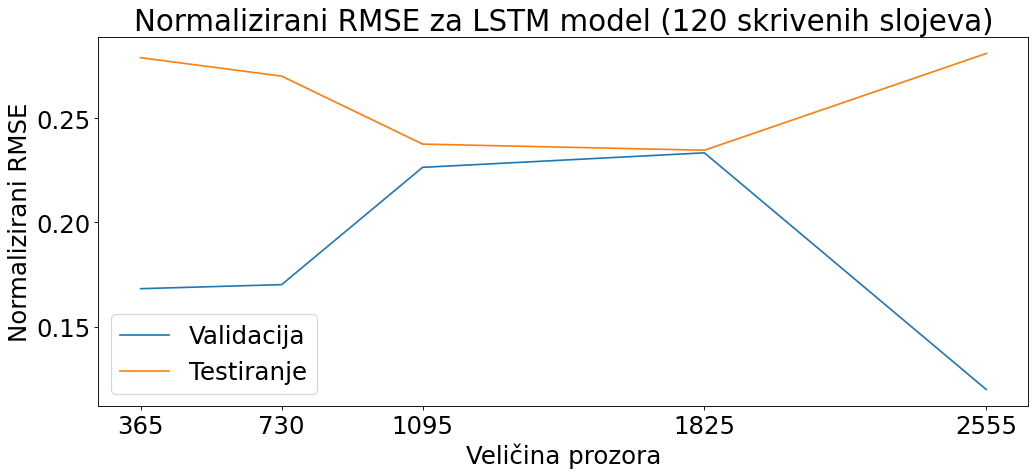 Normalizirani RMSE za LSTM model (120 skrivenih slojeva)
Normalizirani RMSE
0.25
0.20
0.15
Validacija
Testiranje
365 730 1095 1825 2555
Veličina prozora